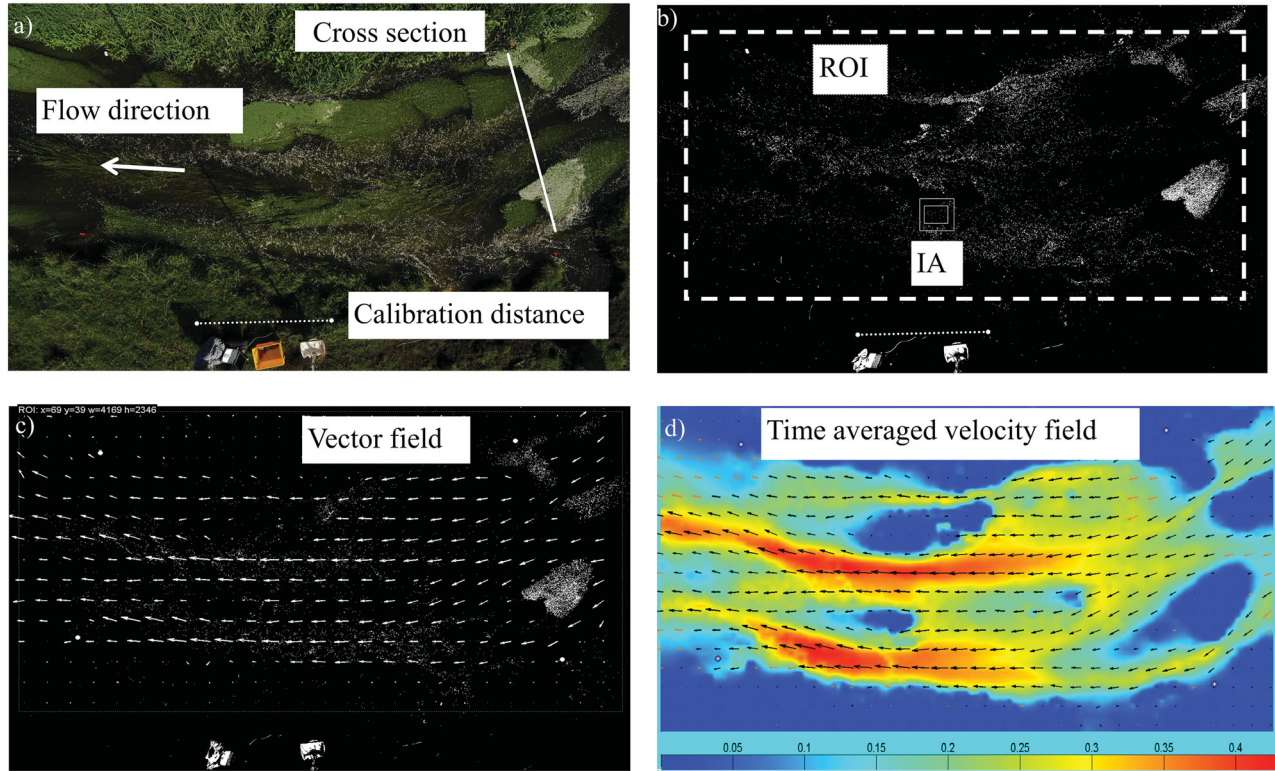 a)
Cross section
Flow direction
Calibration distance
b)
ROI
IA
ROI: x=69 y=39 w=4169 h=2346
c)
Vector field
d)
Time averaged velocity field
0.05 0.1 0.15 0.2 0.25 0.3 0.35 0.4